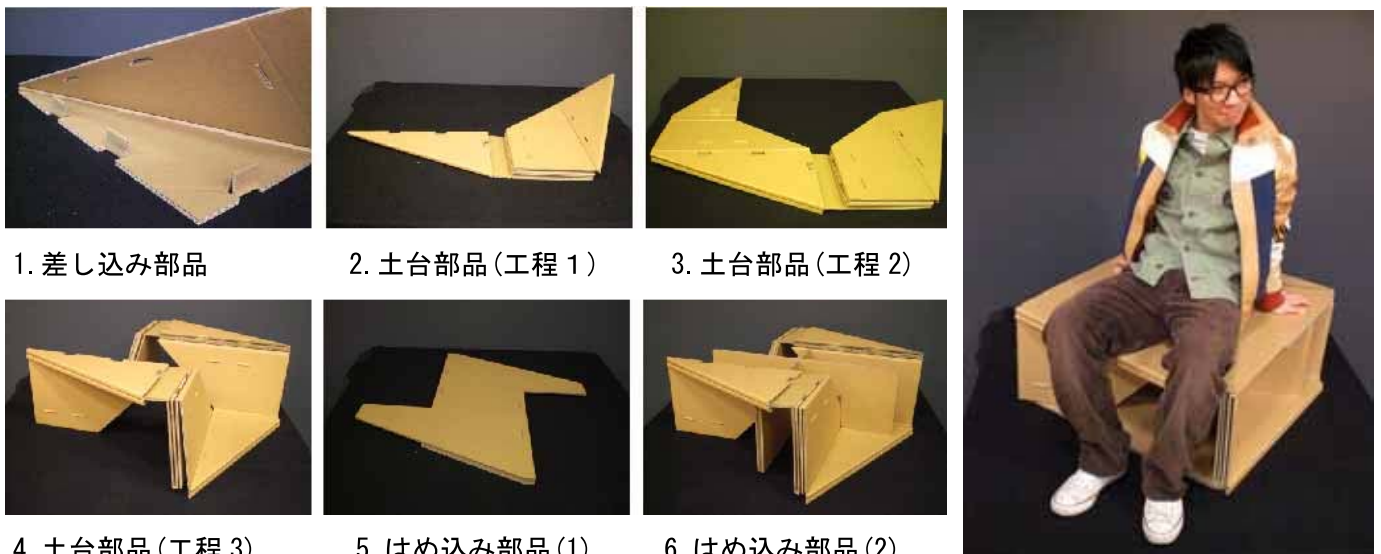 1. 差し込み部品
2. 土台部品(工程１)
3. 土台部品(工程 2)
4. 土台部品(工程 3)
5. はめ込み部品(1)
6. はめ込み部品(2)